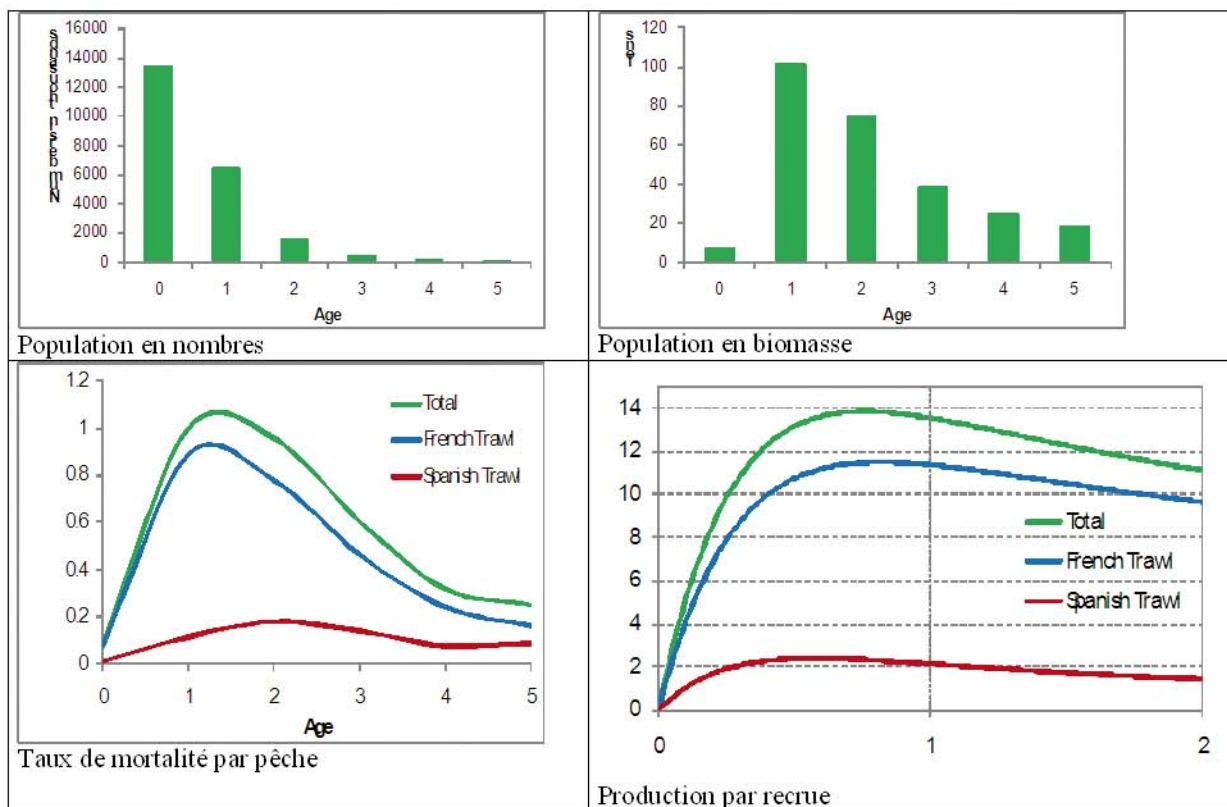 16000
14000
12000
10000
8000
6000
4000
2000
0
Numbers in thousands
0 1 2 3 4 5
Age
Population en nombres
120
100
80
60
40
20
0
Tons
0 1 2 3 4 5
Age
Population en biomasse
1.2
1
0.8
0.6
0.4
0.2
0
Total
French Trawl
Spanish Trawl
0 1 2 3 4 5
Age
Taux de mortalité par pêche
14
12
10
8
6
4
2
0
Total
French Trawl
Spanish Trawl
0 1 2
Production par recrue